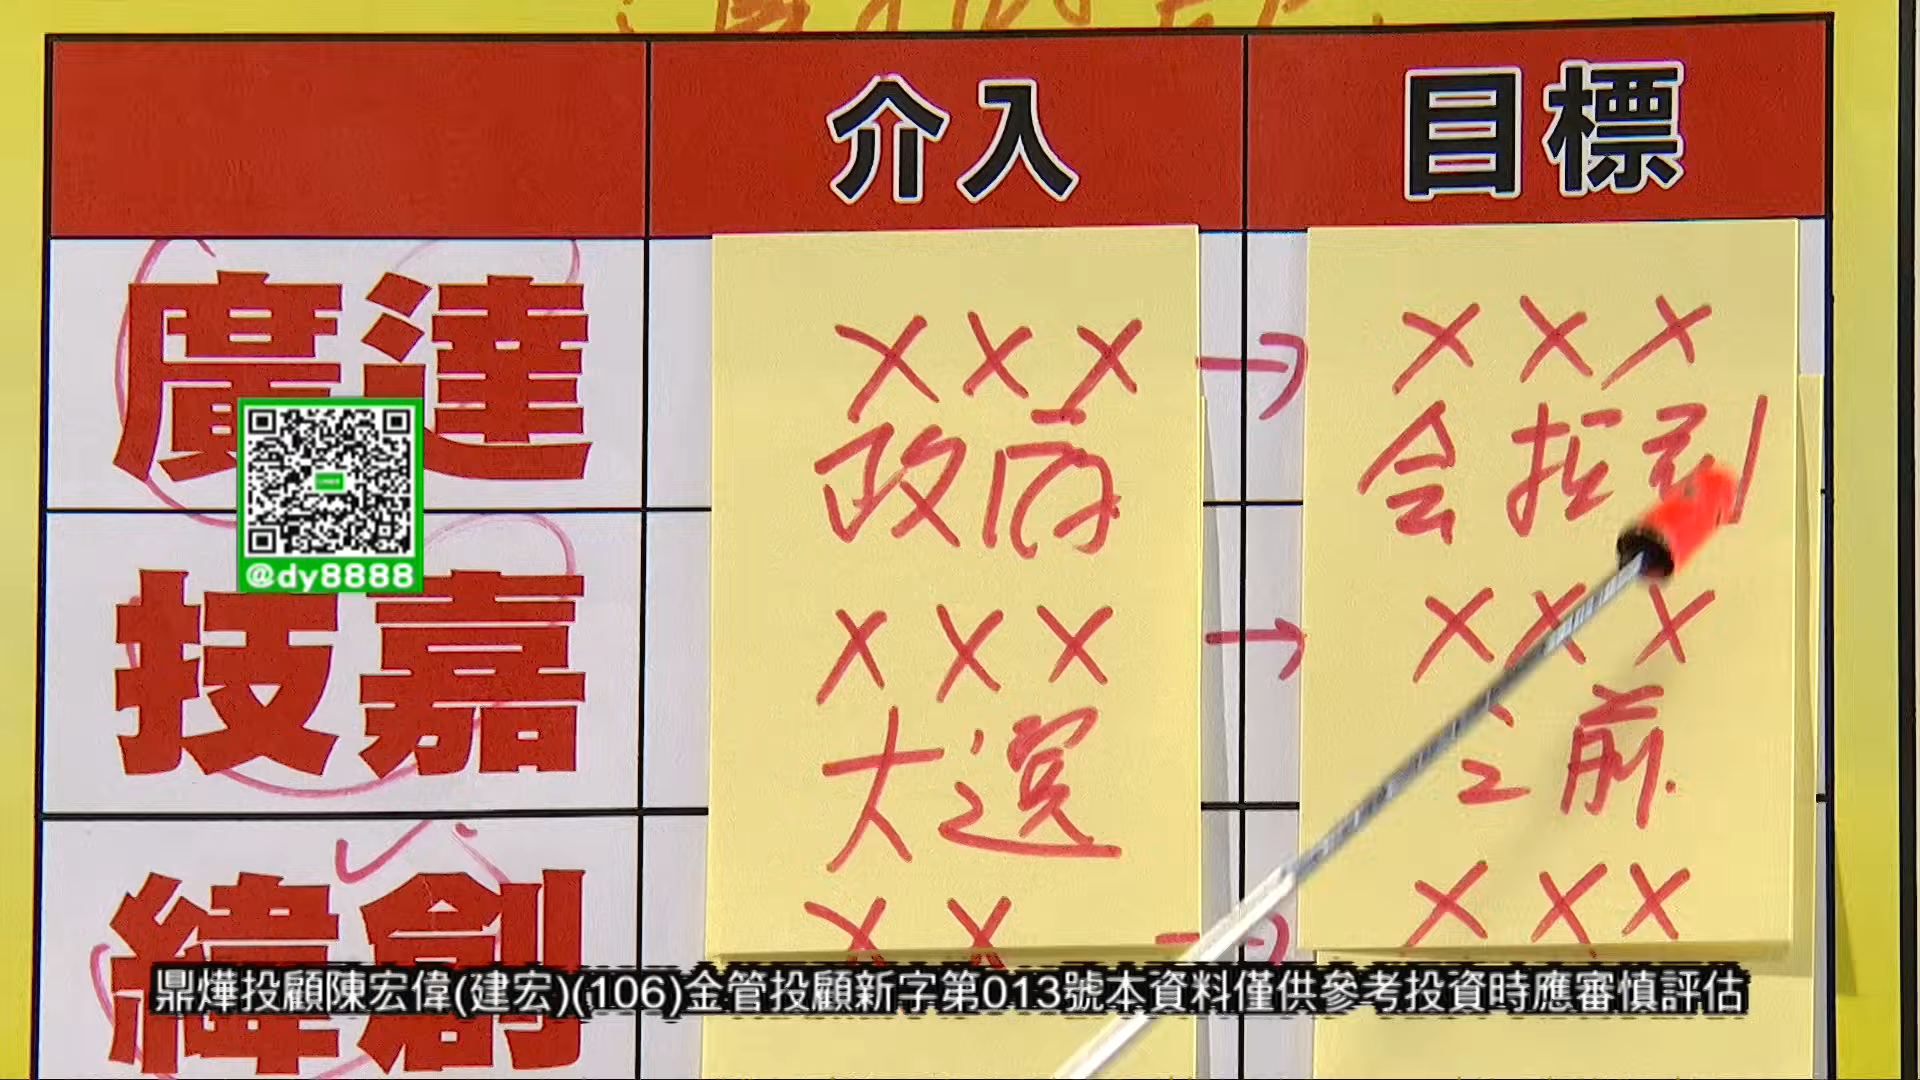 介入 目標
廣達 XXX → XXX
政府 会拉到
技嘉 XXX → XXX
大選 之前
緯創 XX → XXX
@dy8888
鼎燁投顧陳宏偉(建宏)(106)金管投顧新字第013號本資料僅供參考投資時應審慎評估